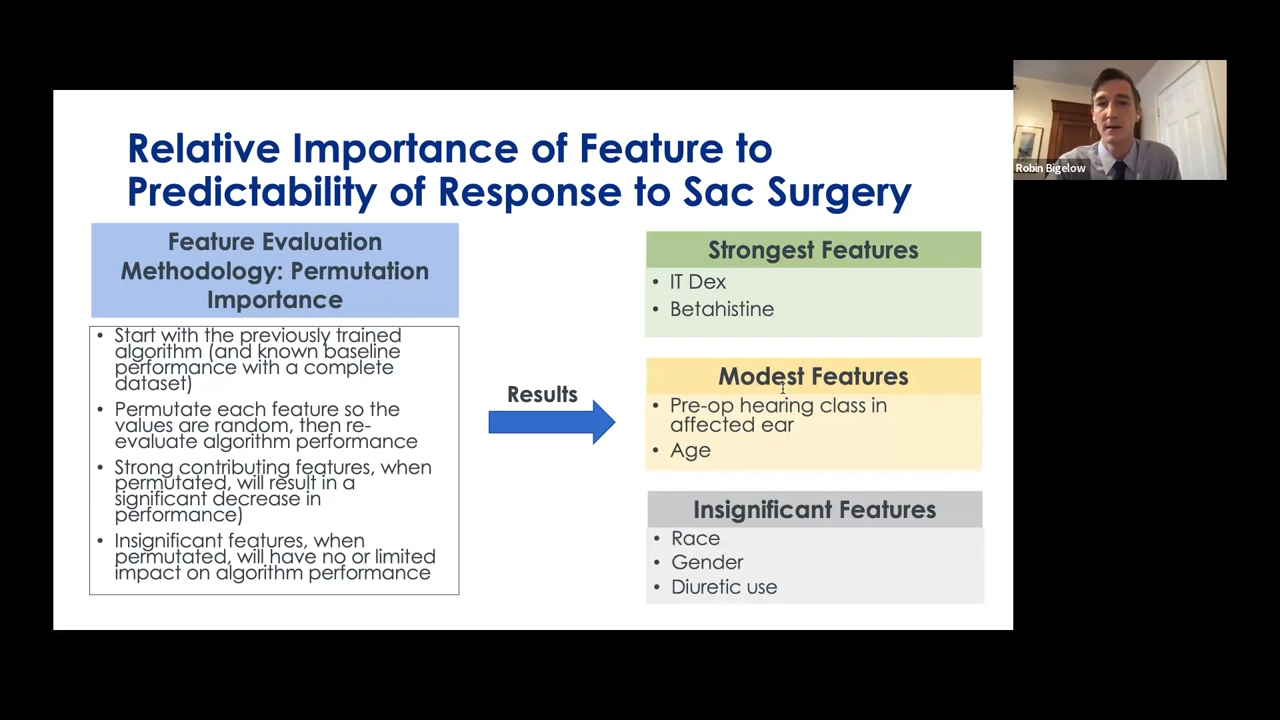 Relative Importance of Feature to
Predictability of Response to Sac Surgery
Feature Evaluation
Methodology: Permutation
Importance
• Start with the previously trained
algorithm (and known baseline
performance with a complete
dataset)
• Permutate each feature so the
values are random, then re-
evaluate algorithm performance
• Strong contributing features, when
permutated, will result in a
significant decrease in
performance)
• Insignificant features, when
permutated, will have no or limited
impact on algorithm performance
Results
Strongest Features
• IT Dex
• Betahistine
Modest Features
• Pre-op hearing class in
affected ear
• Age
Insignificant Features
• Race
• Gender
• Diuretic use
Robin Bigelow